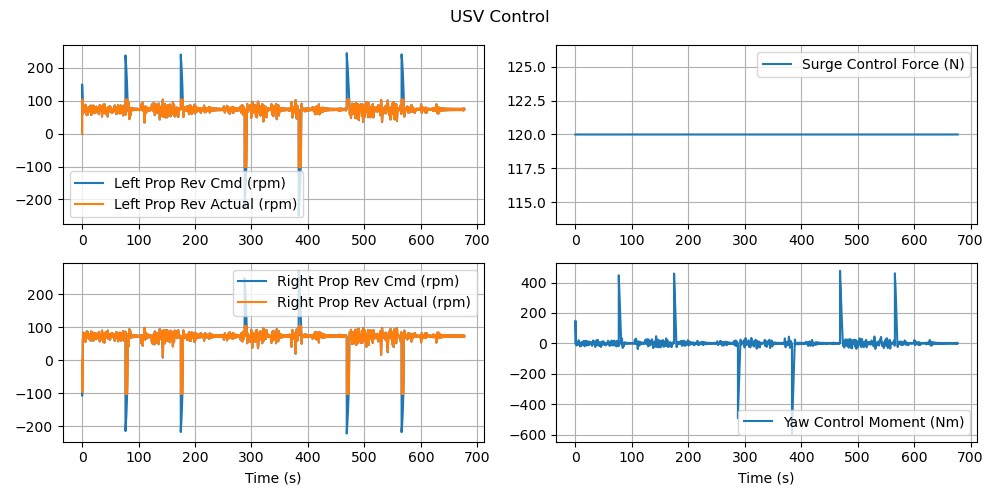 USV Control
200
100
0
−100
−200
Left Prop Rev Cmd (rpm)
Left Prop Rev Actual (rpm)
0 100 200 300 400 500 600 700
125.0
122.5
120.0
117.5
115.0
Surge Control Force (N)
0 100 200 300 400 500 600 700
200
100
0
−100
−200
Right Prop Rev Cmd (rpm)
Right Prop Rev Actual (rpm)
0 100 200 300 400 500 600 700
Time (s)
400
200
0
−200
−400
−600
Yaw Control Moment (Nm)
0 100 200 300 400 500 600 700
Time (s)